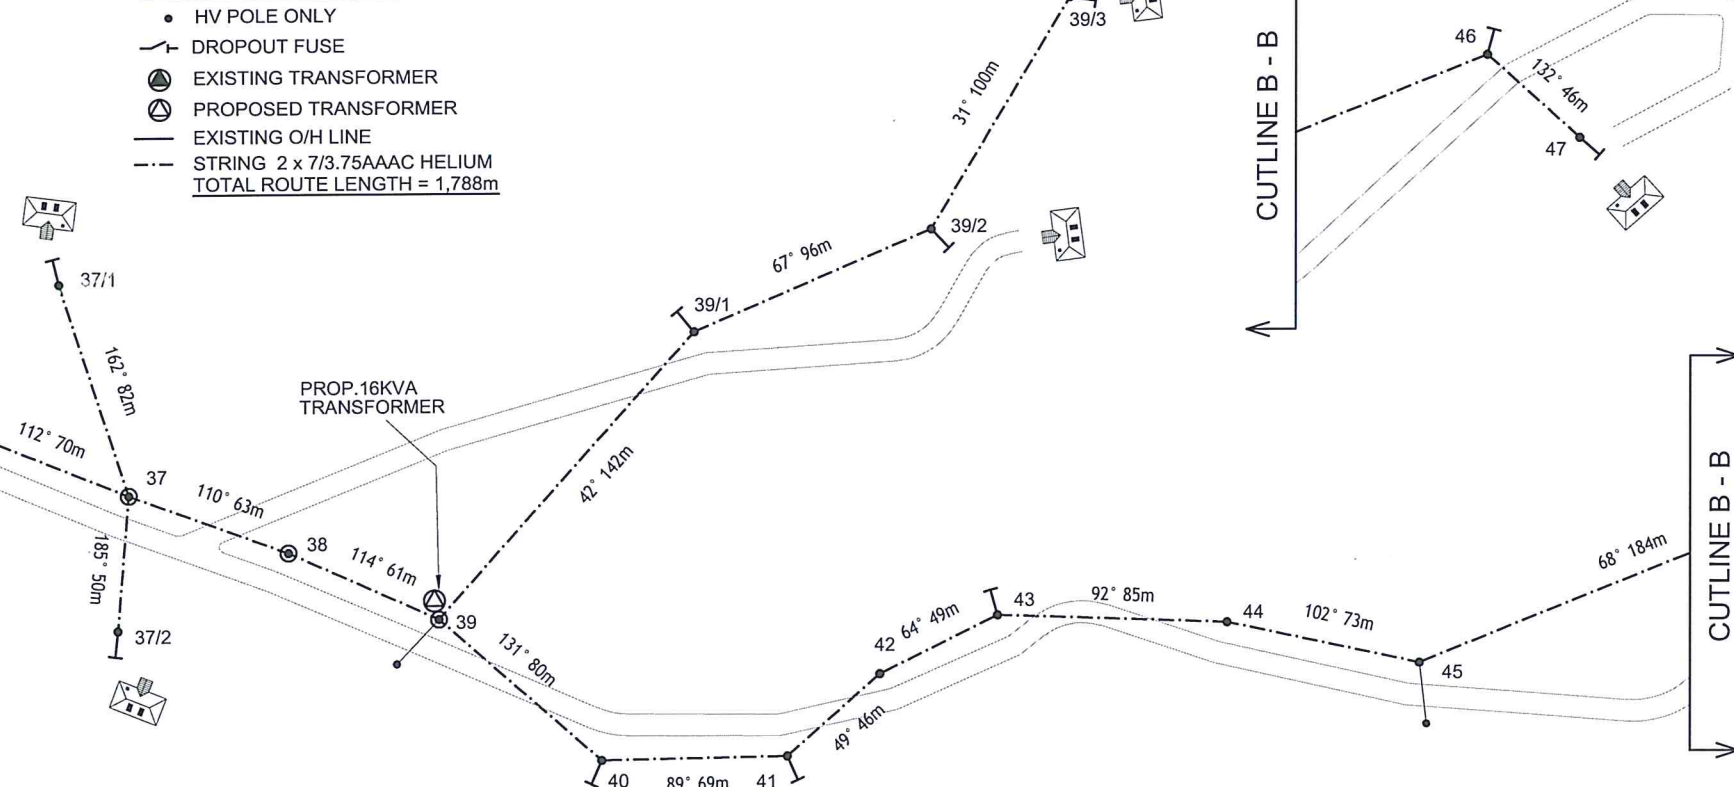 HV POLE ONLY
DROPOUT FUSE
EXISTING TRANSFORMER
PROPOSED TRANSFORMER
EXISTING O/H LINE
STRING 2 x 7/3.75AAAC HELIUM
TOTAL ROUTE LENGTH = 1,788m
39/3
31° 100m
39/2
67° 96m
39/1
42° 142m
CUTLINE B - B
46
132° 46m
47
37/1
162° 82m
PROP.16KVA
TRANSFORMER
112° 70m
37
110° 63m
38
114° 61m
39
185° 50m
37/2
131° 80m
40
89° 69m
41
49° 46m
42
64° 49m
43
92° 85m
44
102° 73m
45
68° 184m
CUTLINE B - B